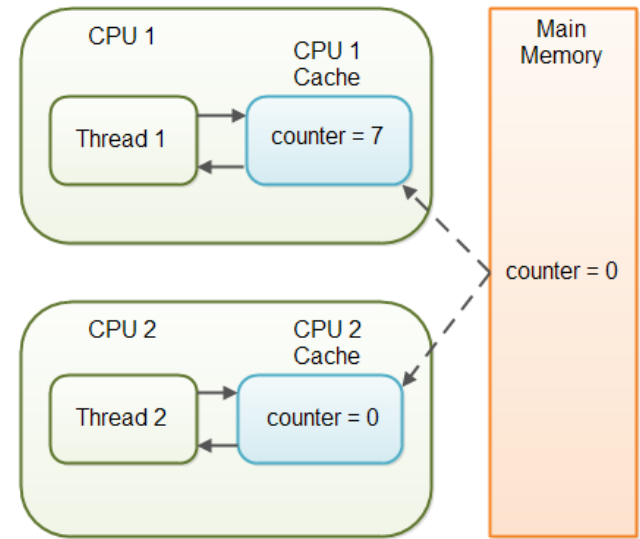 CPU 1
CPU 1
Cache
Thread 1
counter = 7
Main
Memory
counter = 0
CPU 2
CPU 2
Cache
Thread 2
counter = 0